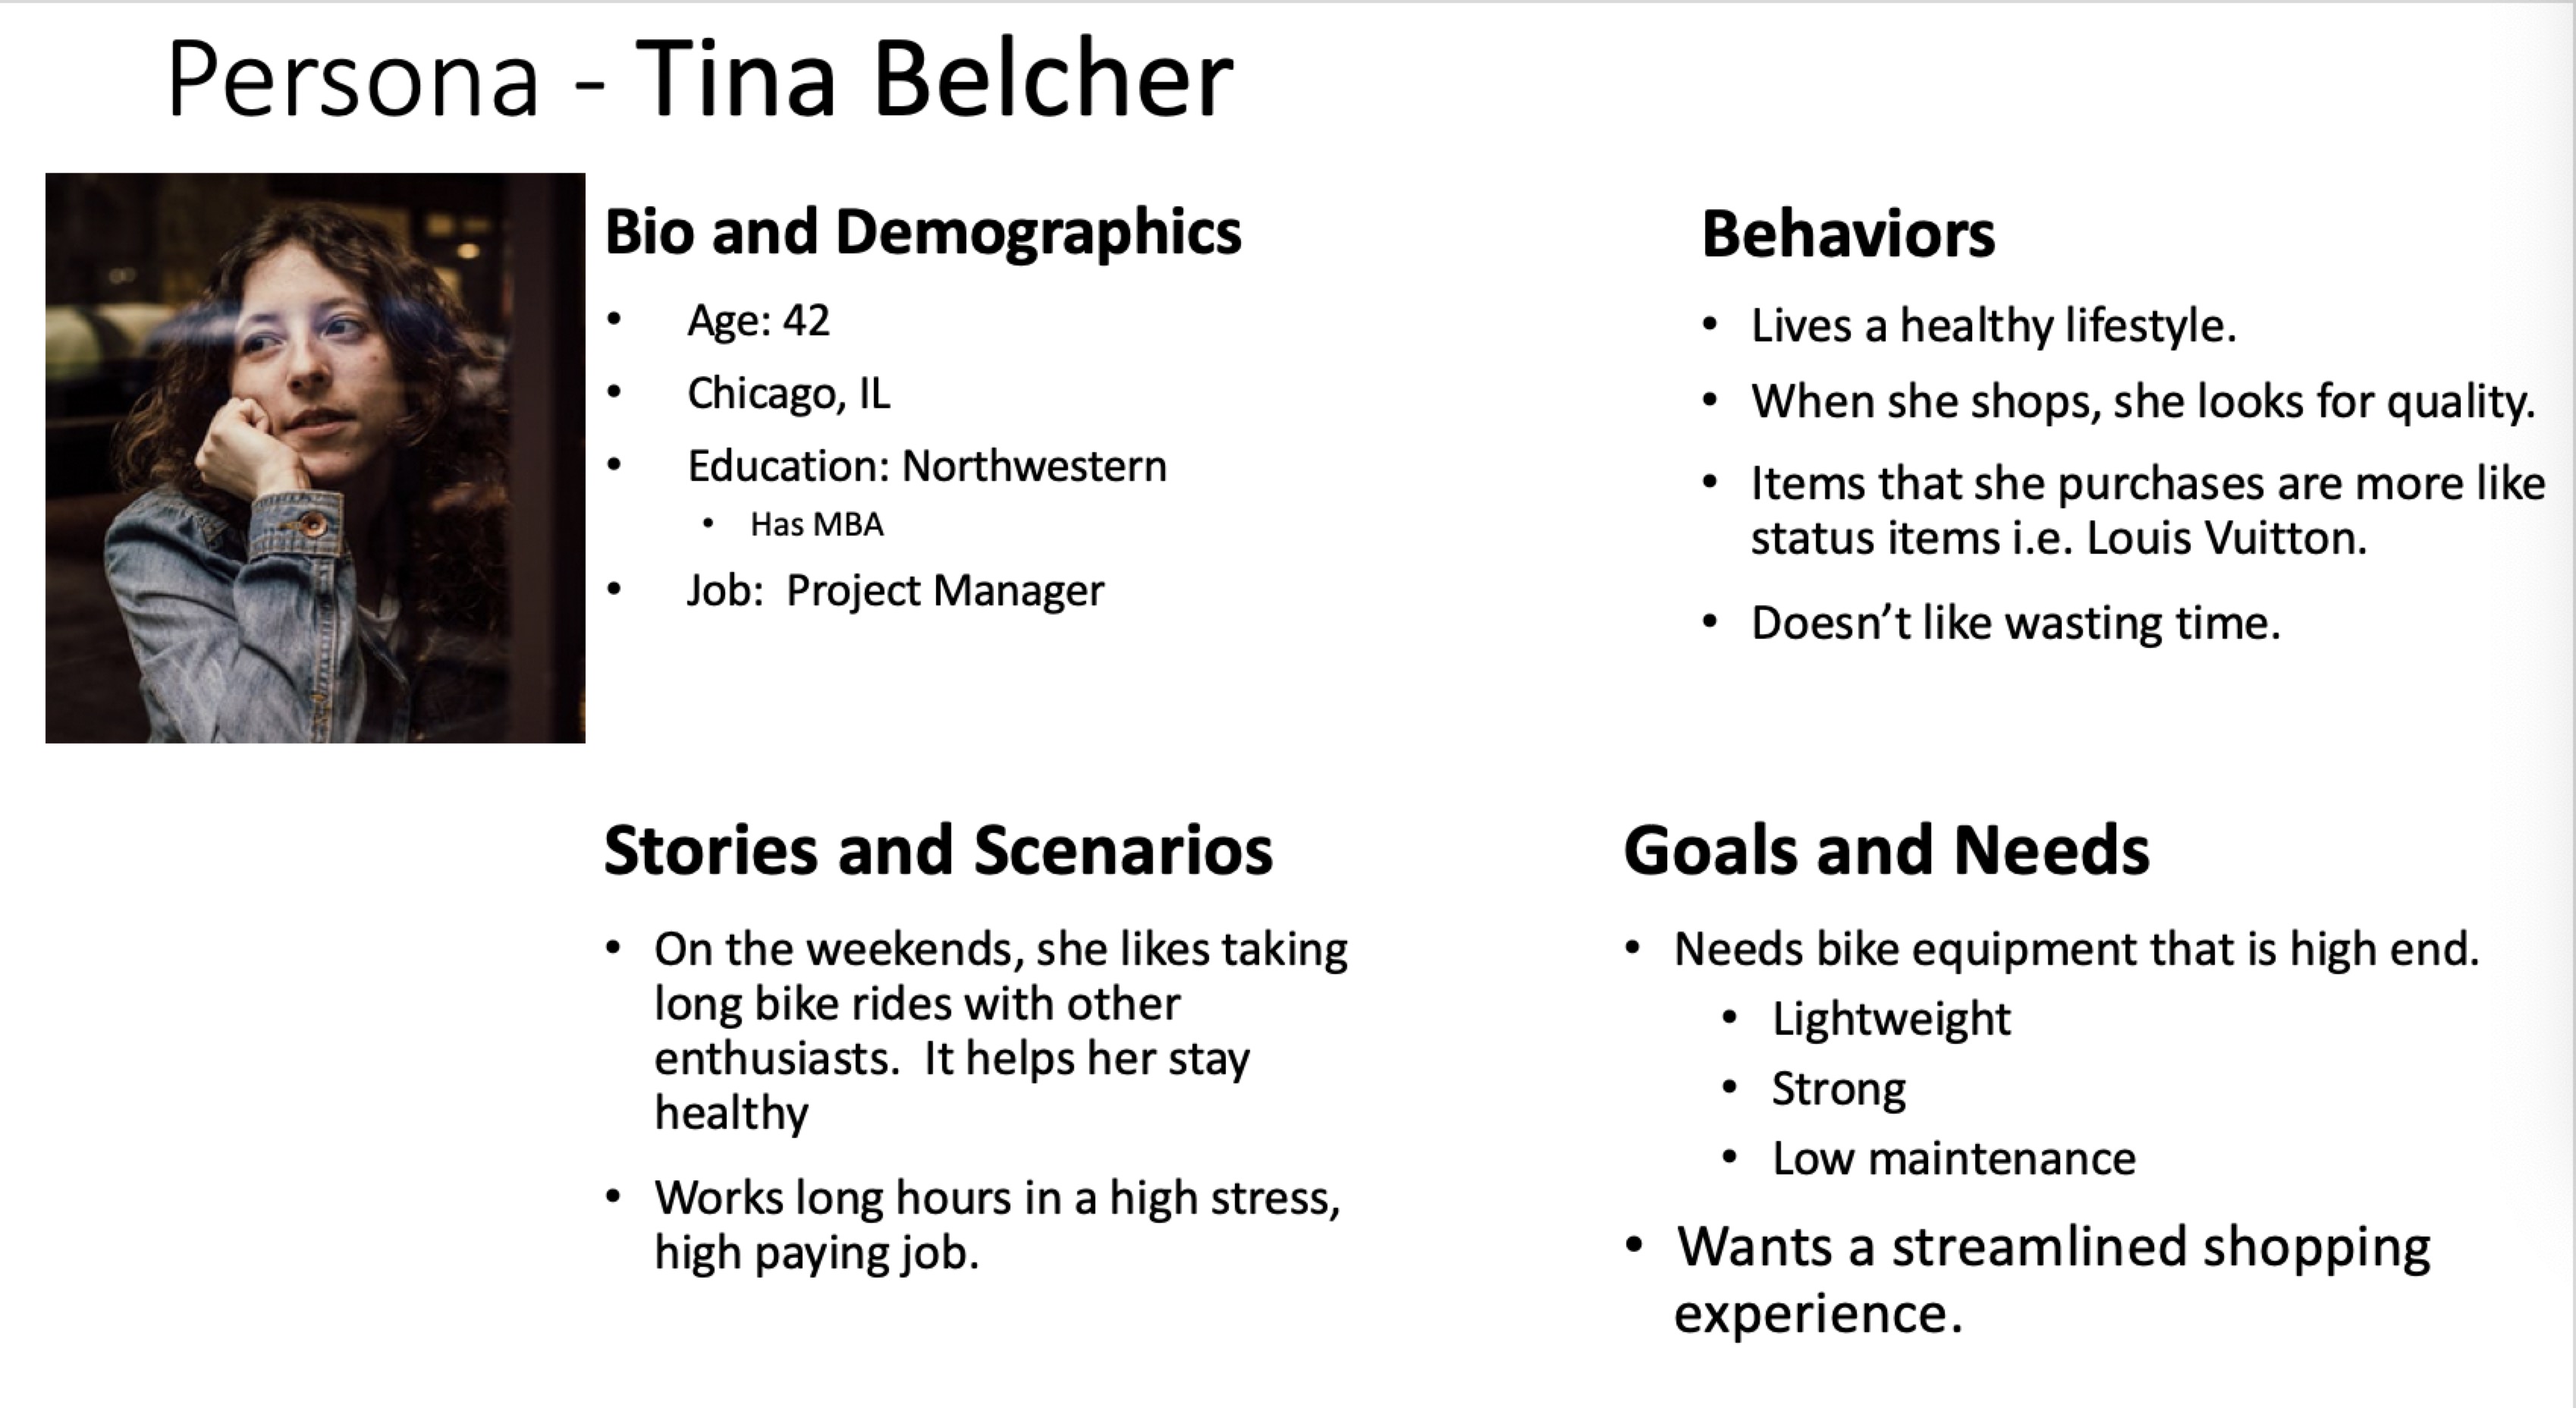 Persona - Tina Belcher
Bio and Demographics
• Age: 42
• Chicago, IL
• Education: Northwestern
• Has MBA
• Job:  Project Manager
Behaviors
• Lives a healthy lifestyle.
• When she shops, she looks for quality.
• Items that she purchases are more like
status items i.e. Louis Vuitton.
• Doesn’t like wasting time.
Stories and Scenarios
• On the weekends, she likes taking
long bike rides with other
enthusiasts.  It helps her stay
healthy
• Works long hours in a high stress,
high paying job.
Goals and Needs
• Needs bike equipment that is high end.
• Lightweight
• Strong
• Low maintenance
• Wants a streamlined shopping
experience.